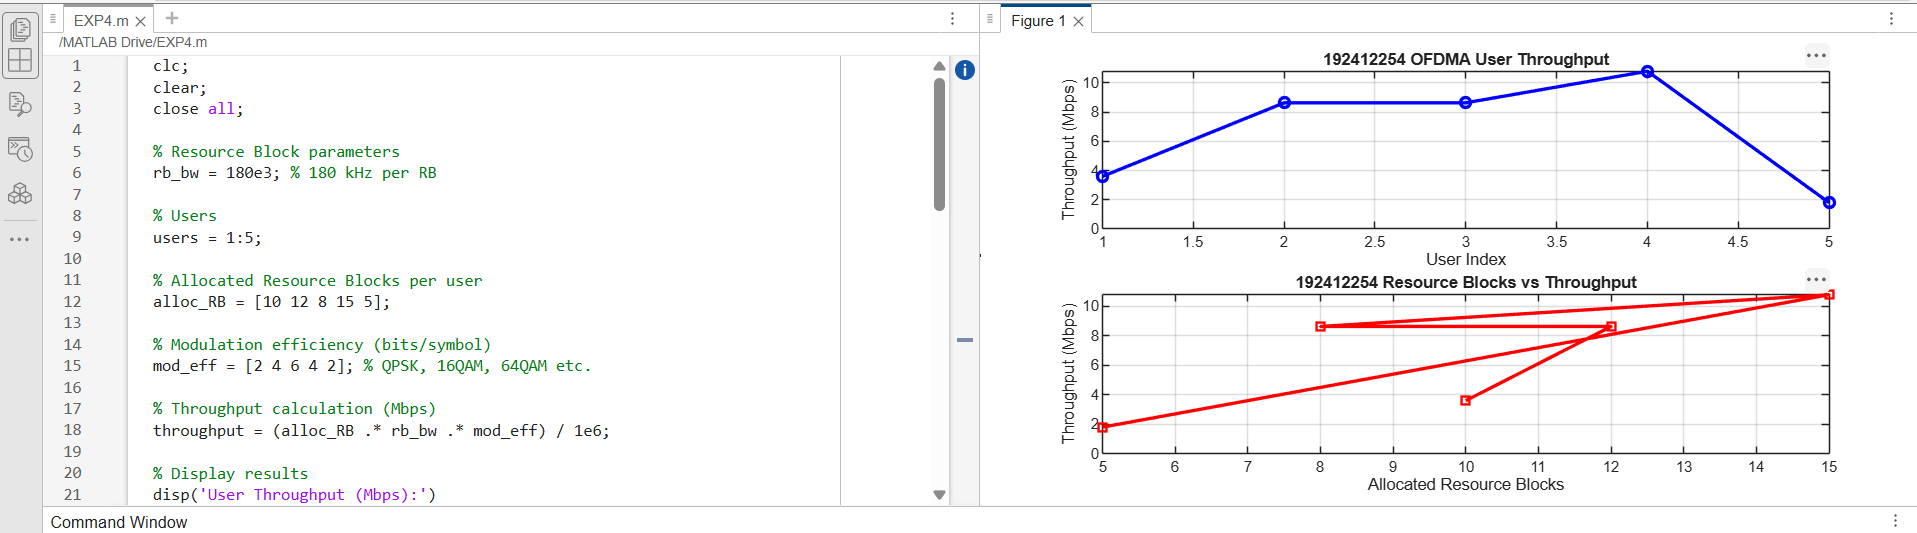 EXP4.m
/MATLAB Drive/EXP4.m
1 clc;
2 clear;
3 close all;
4
5 % Resource Block parameters
6 rb_bw = 180e3; % 180 kHz per RB
7
8 % Users
9 users = 1:5;
10
11 % Allocated Resource Blocks per user
12 alloc_RB = [10 12 8 15 5];
13
14 % Modulation efficiency (bits/symbol)
15 mod_eff = [2 4 6 4 2]; % QPSK, 16QAM, 64QAM etc.
16
17 % Throughput calculation (Mbps)
18 throughput = (alloc_RB .* rb_bw .* mod_eff) / 1e6;
19
20 % Display results
21 disp('User Throughput (Mbps):')
Command Window
Figure 1
192412254 OFDMA User Throughput
Throughput (Mbps)
10
8
6
4
2
0
1 1.5 2 2.5 3 3.5 4 4.5 5
User Index
192412254 Resource Blocks vs Throughput
Throughput (Mbps)
10
8
6
4
2
0
5 6 7 8 9 10 11 12 13 14 15
Allocated Resource Blocks